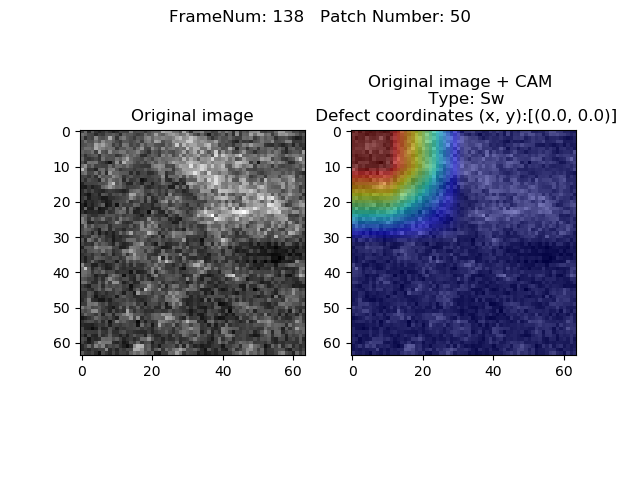 FrameNum: 138   Patch Number: 50
Original image
Original image + CAM
Type: Sw
Defect coordinates (x, y):[(0.0, 0.0)]
0
10
20
30
40
50
60
0 20 40 60
0
10
20
30
40
50
60
0 20 40 60